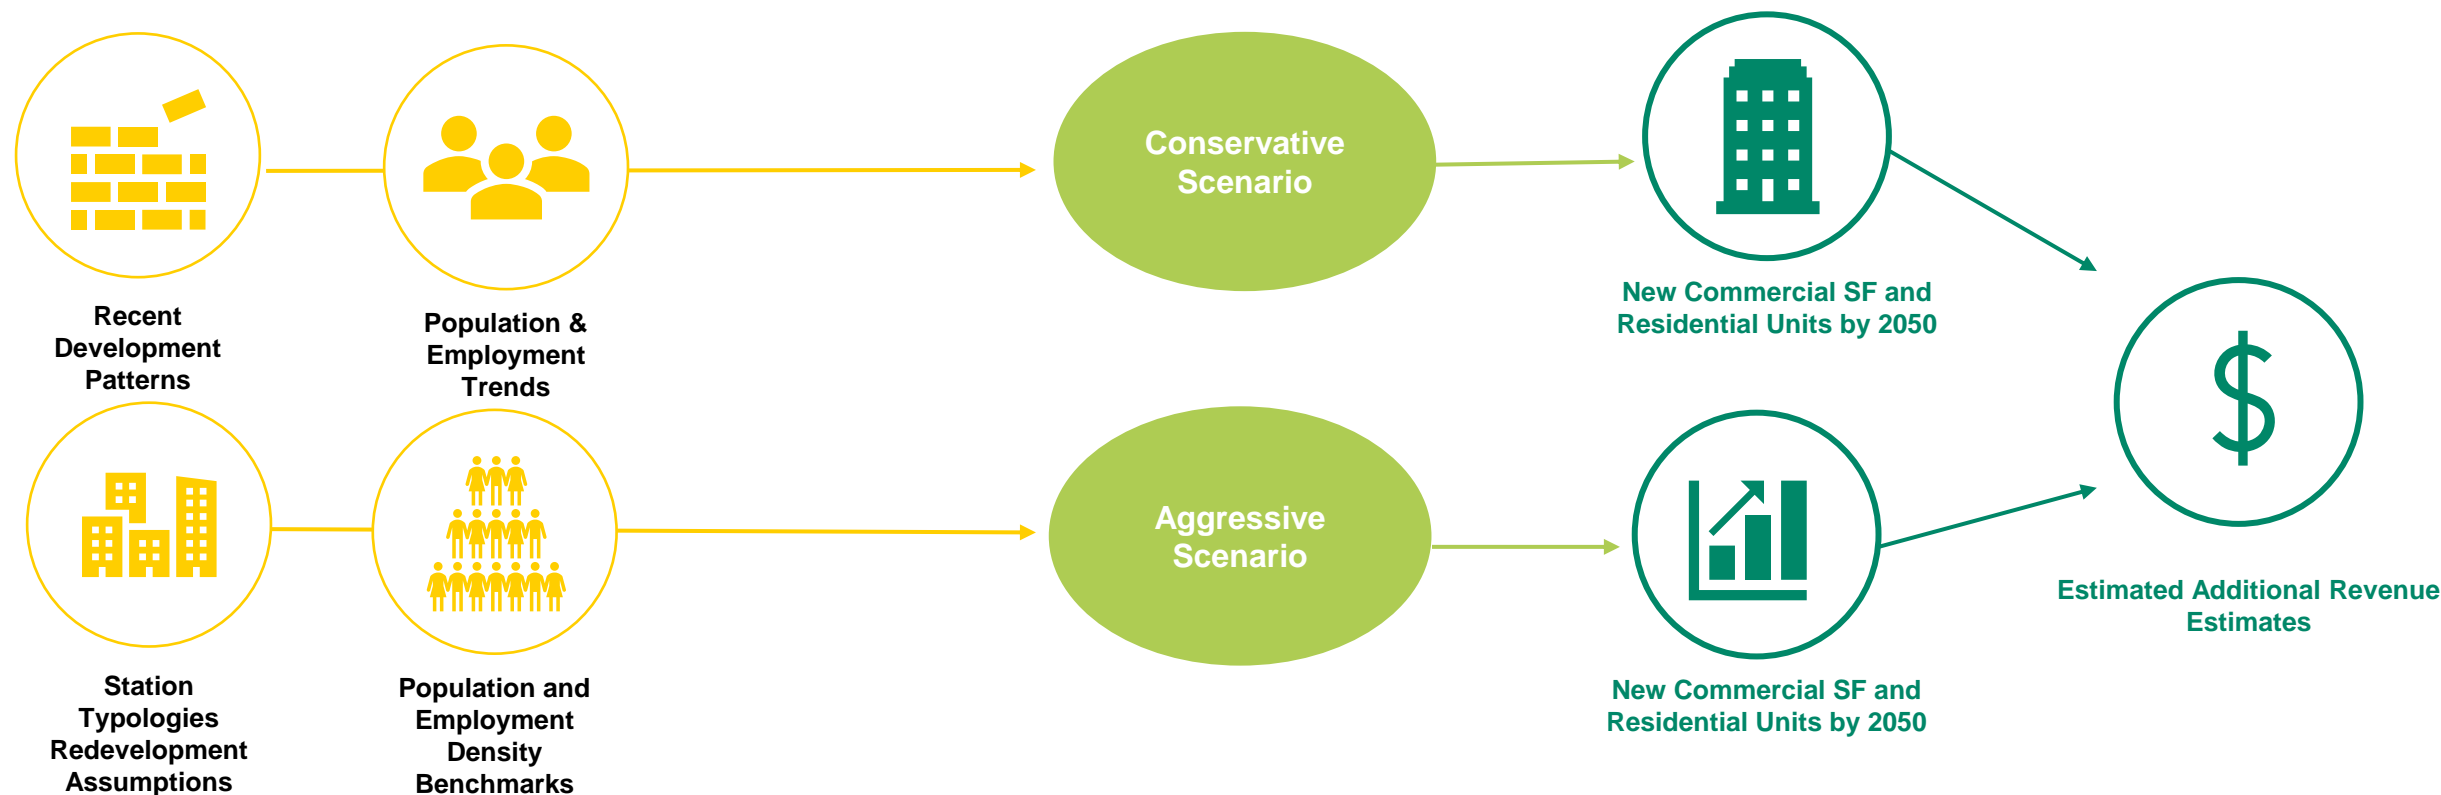 Recent
Development
Patterns
Population &
Employment
Trends
Conservative
Scenario
New Commercial SF and
Residential Units by 2050
Station
Typologies
Redevelopment
Assumptions
Population and
Employment
Density
Benchmarks
Aggressive
Scenario
New Commercial SF and
Residential Units by 2050
Estimated Additional Revenue
Estimates